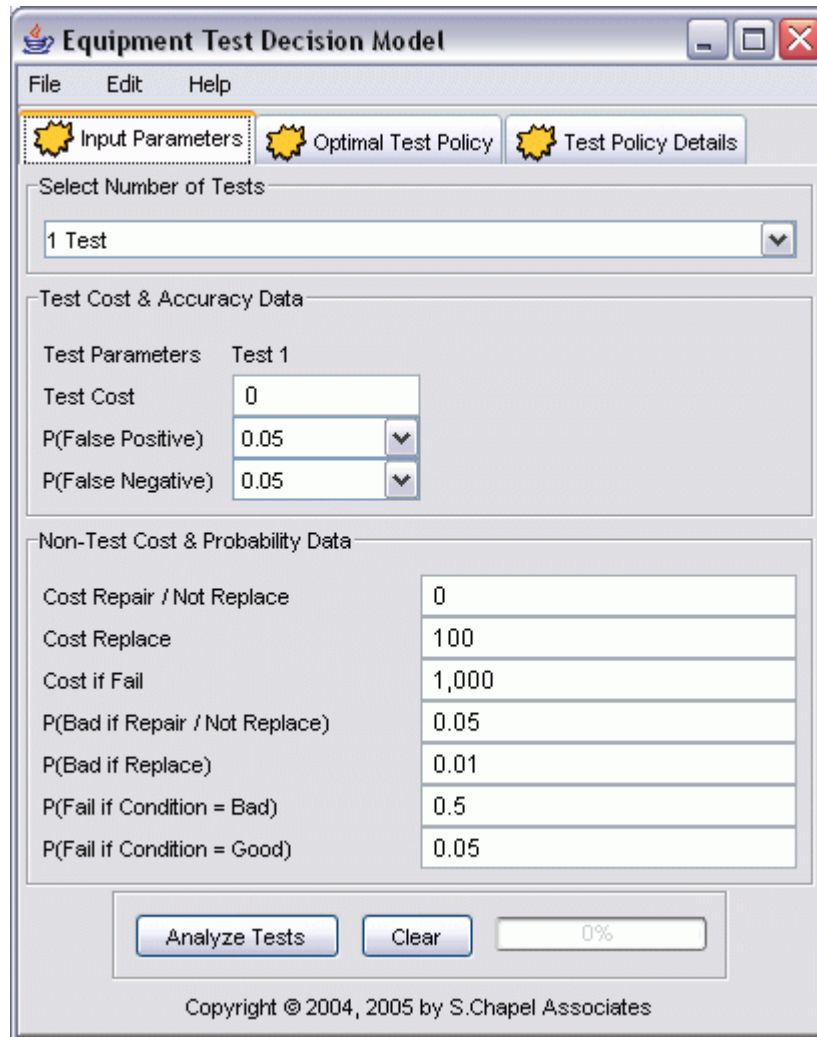 Equipment Test Decision Model
File Edit Help
Input Parameters Optimal Test Policy Test Policy Details
Select Number of Tests
1 Test
Test Cost & Accuracy Data
Test Parameters Test 1
Test Cost 0
P(False Positive) 0.05
P(False Negative) 0.05
Non-Test Cost & Probability Data
Cost Repair / Not Replace 0
Cost Replace 100
Cost if Fail 1,000
P(Bad if Repair / Not Replace) 0.05
P(Bad if Replace) 0.01
P(Fail if Condition = Bad) 0.5
P(Fail if Condition = Good) 0.05
Analyze Tests Clear 0%
Copyright © 2004, 2005 by S.Chapel Associates